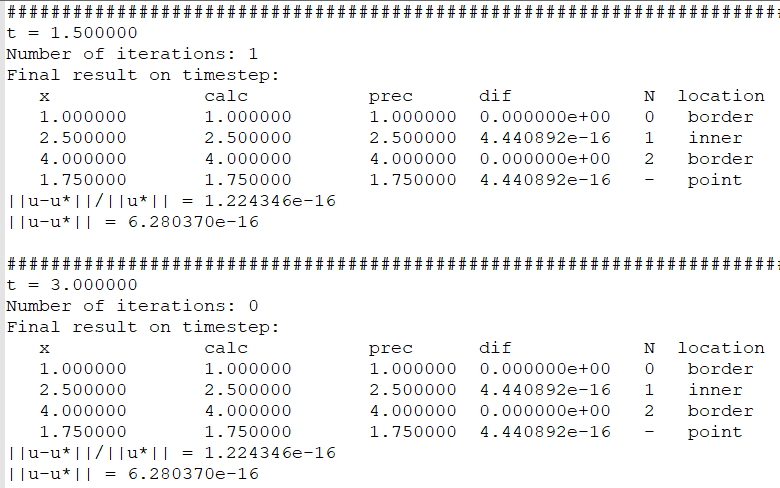 ########################################################################
t = 1.500000
Number of iterations: 1
Final result on timestep:
x calc prec dif N location
1.000000 1.000000 1.000000 0.000000e+00 0 border
2.500000 2.500000 2.500000 4.440892e-16 1 inner
4.000000 4.000000 4.000000 0.000000e+00 2 border
1.750000 1.750000 1.750000 4.440892e-16 - point
||u-u*||/||u*|| = 1.224346e-16
||u-u*|| = 6.280370e-16
########################################################################
t = 3.000000
Number of iterations: 0
Final result on timestep:
x calc prec dif N location
1.000000 1.000000 1.000000 0.000000e+00 0 border
2.500000 2.500000 2.500000 4.440892e-16 1 inner
4.000000 4.000000 4.000000 0.000000e+00 2 border
1.750000 1.750000 1.750000 4.440892e-16 - point
||u-u*||/||u*|| = 1.224346e-16
||u-u*|| = 6.280370e-16